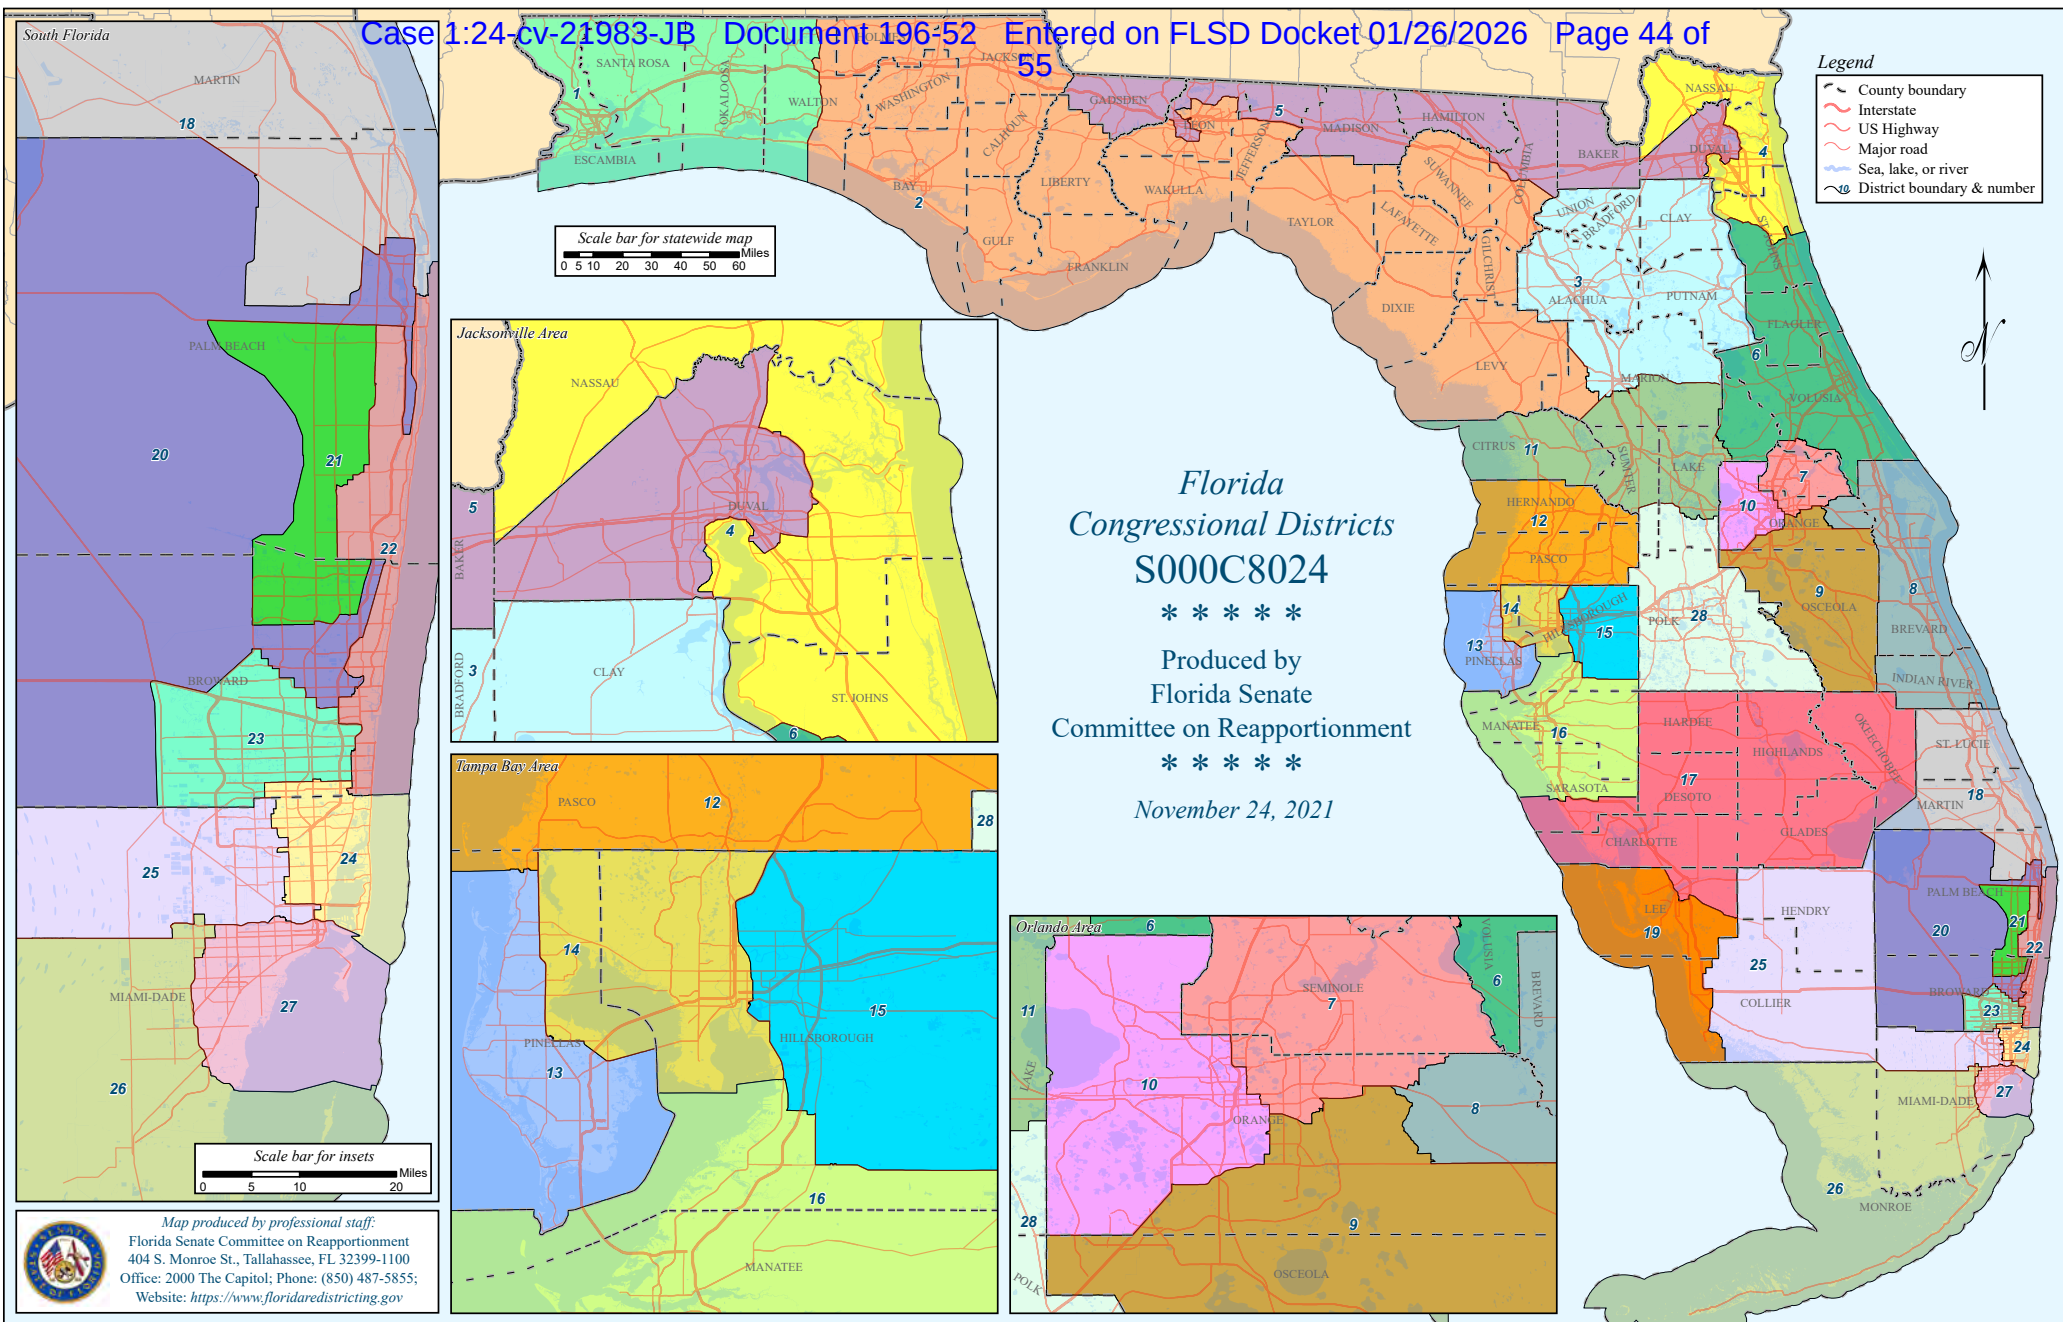 Case 1:24-cv-21983-JB Document 196-52 Entered on FLSD Docket 01/26/2026 Page 44 of
55
South Florida
MARTIN
18
PALM BEACH
20
21
22
BROWARD
23
25
24
MIAMI-DADE
27
26
Scale bar for insets
Miles
0 5 10 20
Map produced by professional staff:
Florida Senate Committee on Reapportionment
404 S. Monroe St., Tallahassee, FL 32399-1100
Office: 2000 The Capitol; Phone: (850) 487-5855;
Website: https://www.floridaredistricting.gov
1
SANTA ROSA
OKALOOSA
WALTON
ESCAMBIA
HOLMES
WASHINGTON
JACKSON
CALHOUN
BAY
2
GULF
LIBERTY
FRANKLIN
GADSDEN
LEON
WAKULLA
JEFFERSON
5
MADISON
TAYLOR
HAMILTON
SUWANNEE
LAFAYETTE
DIXIE
GILCHRIST
COLUMBIA
LEVY
BAKER
NASSAU
DUVAL
4
UNION
BRADFORD
CLAY
ST. JOHNS
3
ALACHUA
PUTNAM
FLAGLER
6
MARION
VOLUSIA
CITRUS
11
SUMTER
LAKE
7
10
ORANGE
HERNANDO
12
PASCO
14
HILLSBOROUGH
15
13
PINELLAS
POLK
28
9
OSCEOLA
8
BREVARD
INDIAN RIVER
MANATEE
16
SARASOTA
HARDEE
HIGHLANDS
OKEECHOBEE
17
DESOTO
ST. LUCIE
18
MARTIN
CHARLOTTE
GLADES
LEE
19
HENDRY
25
COLLIER
PALM BEACH
20
21
22
BROWARD
23
24
27
MIAMI-DADE
26
MONROE
Scale bar for statewide map
Miles
0 5 10 20 30 40 50 60
Legend
County boundary
Interstate
US Highway
Major road
Sea, lake, or river
10 District boundary & number
N
Florida
Congressional Districts
S000C8024
* * * * *
Produced by
Florida Senate
Committee on Reapportionment
* * * * *
November 24, 2021
Jacksonville Area
NASSAU
5
DUVAL
4
BAKER
3
BRADFORD
CLAY
ST. JOHNS
6
Tampa Bay Area
PASCO
12
28
14
15
PINELLAS
13
HILLSBOROUGH
16
MANATEE
Orlando Area
6
VOLUSIA
SEMINOLE
7
6
BREVARD
11
LAKE
10
ORANGE
8
28
9
POLK
OSCEOLA